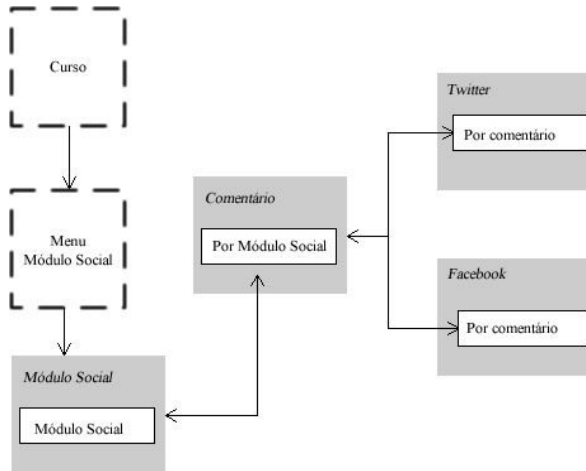 Curso
Menu
Módulo Social
Módulo Social
Módulo Social
Comentário
Por Módulo Social
Twitter
Por comentário
Facebook
Por comentário